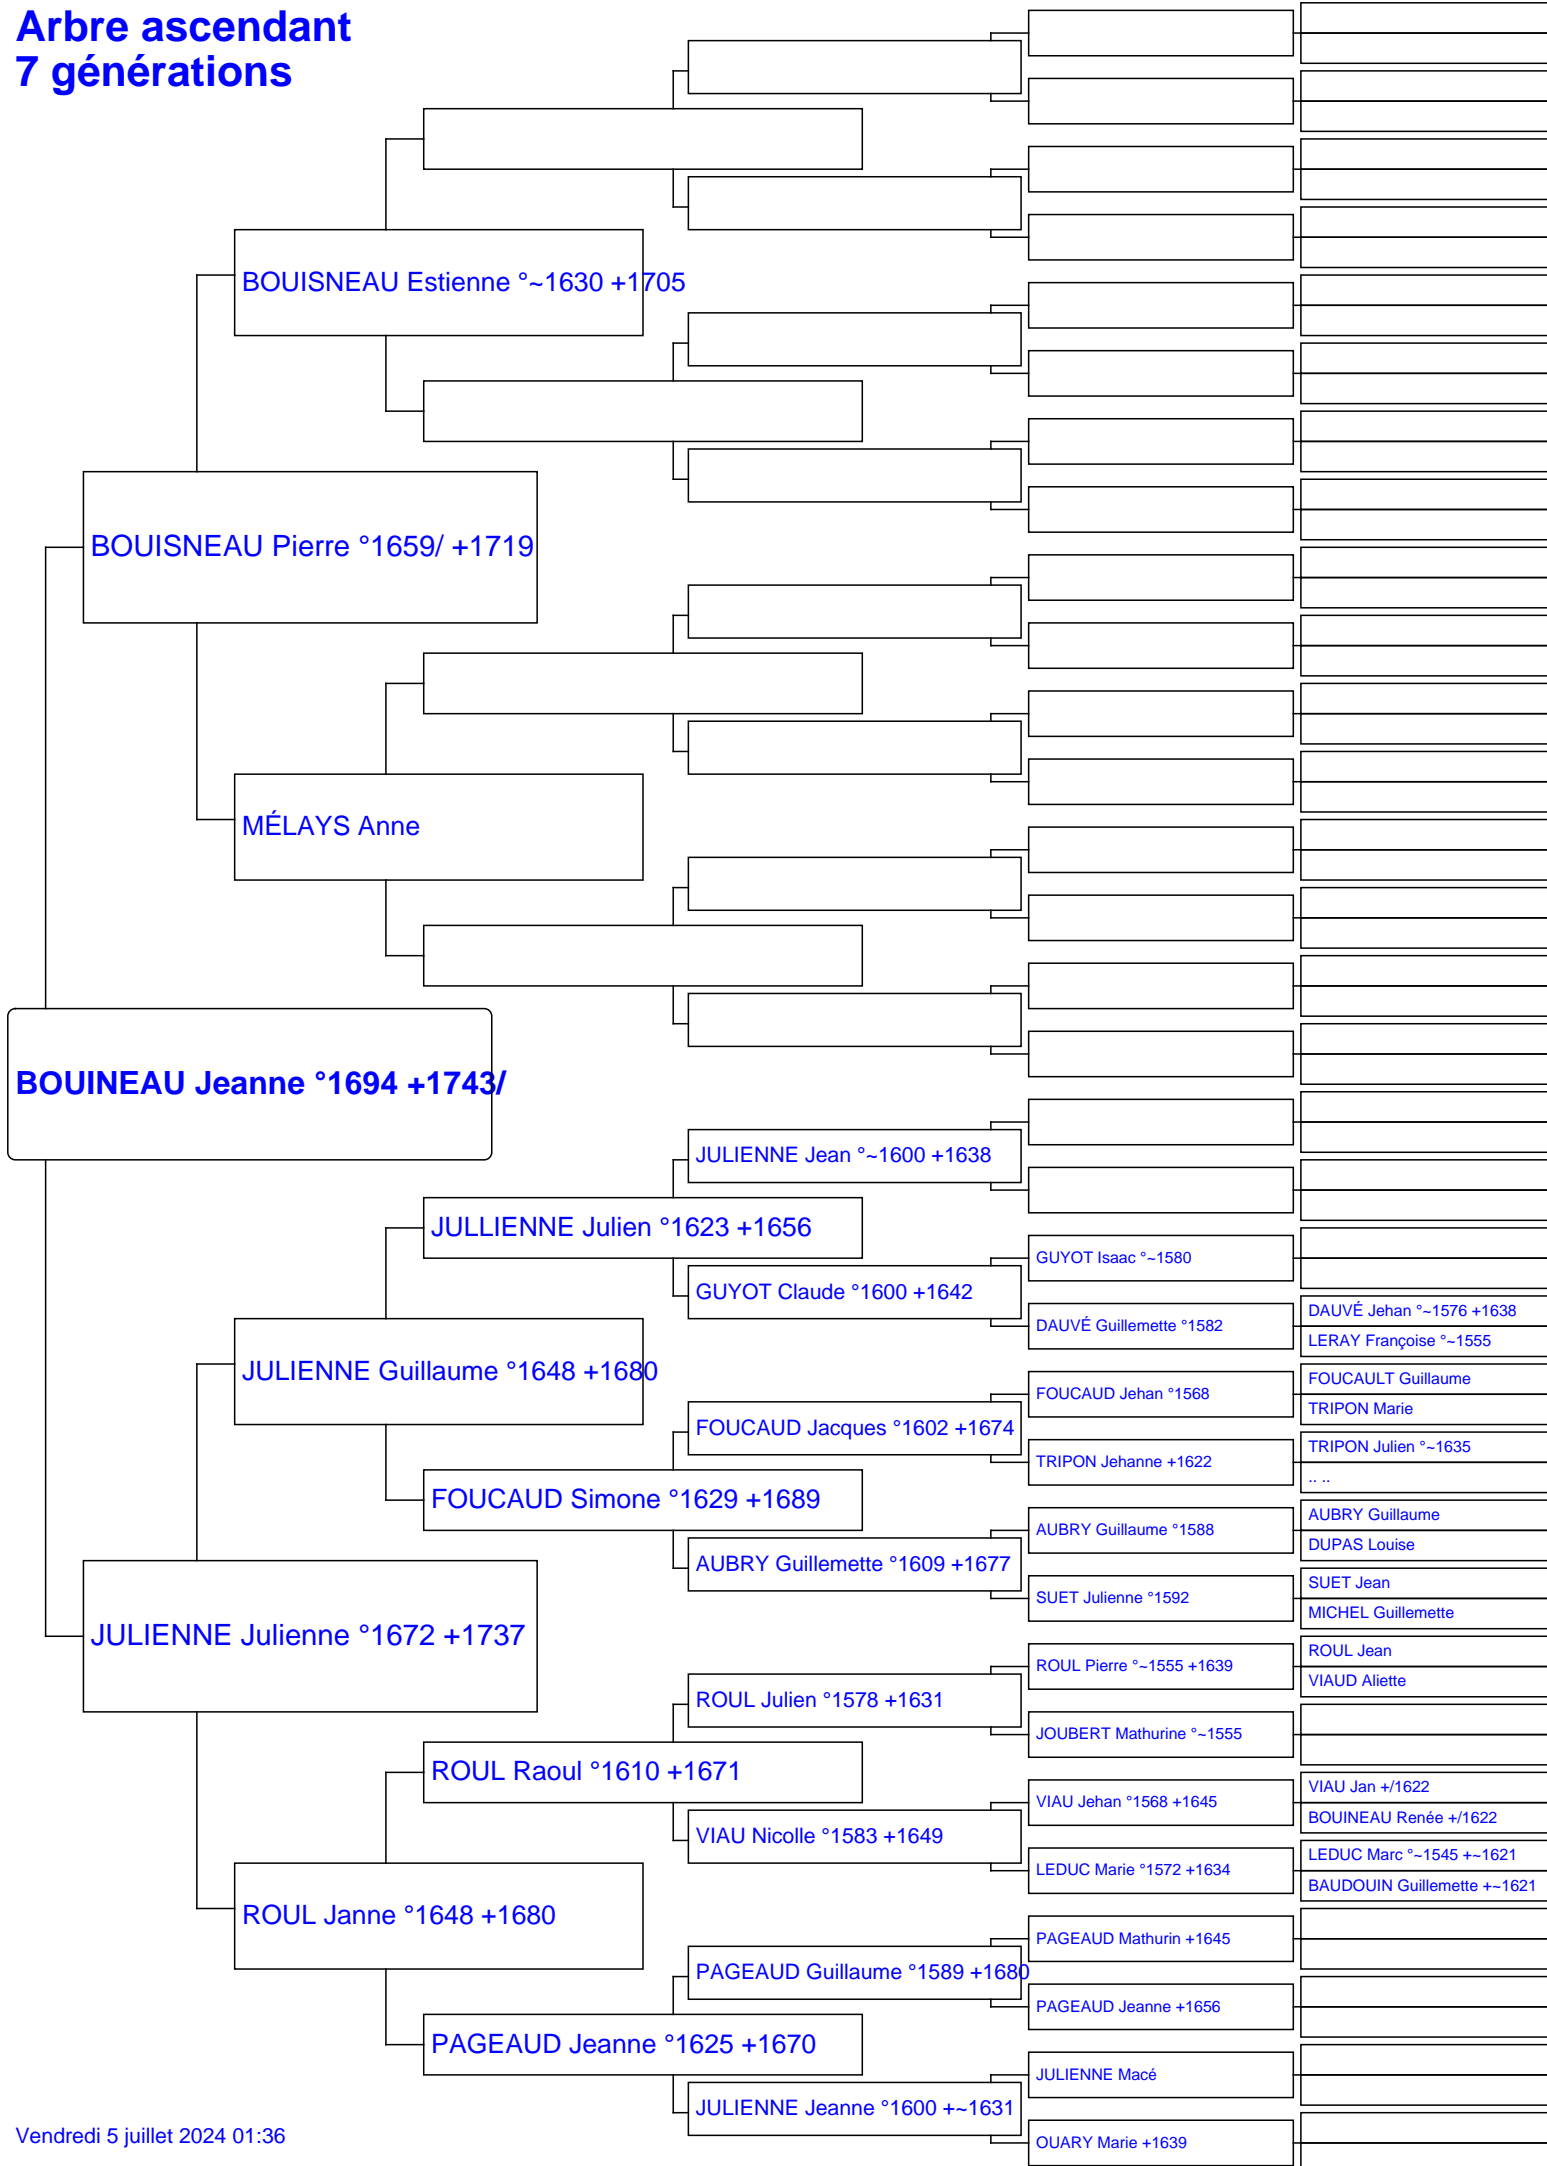 Arbre ascendant
7 générations
BOUISNEAU Estienne °~1630 +1705
BOUISNEAU Pierre °1659/ +1719
MÉLAYS Anne
BOUINEAU Jeanne °1694 +1743/
JULIENNE Jean °~1600 +1638
JULLIENNE Julien °1623 +1656
GUYOT Isaac °~1580
GUYOT Claude °1600 +1642
DAUVÉ Jehan °~1576 +1638
DAUVÉ Guillemette °1582
LERAY Françoise °~1555
JULIENNE Guillaume °1648 +1680
FOUCAULT Guillaume
FOUCAUD Jehan °1568
TRIPON Marie
FOUCAUD Jacques °1602 +1674
TRIPON Julien °~1635
TRIPON Jehanne +1622
.. ..
FOUCAUD Simone °1629 +1689
AUBRY Guillaume
AUBRY Guillaume °1588
DUPAS Louise
AUBRY Guillemette °1609 +1677
SUET Jean
SUET Julienne °1592
MICHEL Guillemette
JULIENNE Julienne °1672 +1737
ROUL Jean
ROUL Pierre °~1555 +1639
VIAUD Aliette
ROUL Julien °1578 +1631
JOUBERT Mathurine °~1555
ROUL Raoul °1610 +1671
VIAU Jan +/1622
VIAU Jehan °1568 +1645
BOUINEAU Renée +/1622
VIAU Nicolle °1583 +1649
LEDUC Marc °~1545 +~1621
LEDUC Marie °1572 +1634
BAUDOUIN Guillemette +~1621
ROUL Janne °1648 +1680
PAGEAUD Mathurin +1645
PAGEAUD Guillaume °1589 +1680
PAGEAUD Jeanne +1656
PAGEAUD Jeanne °1625 +1670
JULIENNE Macé
JULIENNE Jeanne °1600 +~1631
OUARY Marie +1639
Vendredi 5 juillet 2024 01:36